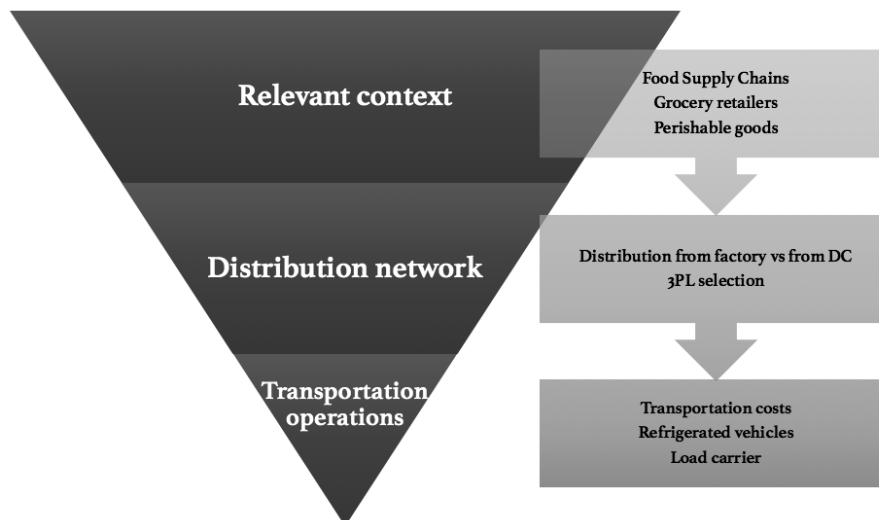 Relevant context
Food Supply Chains
Grocery retailers
Perishable goods
Distribution network
Distribution from factory vs from DC
3PL selection
Transportation
operations
Transportation costs
Refrigerated vehicles
Load carrier